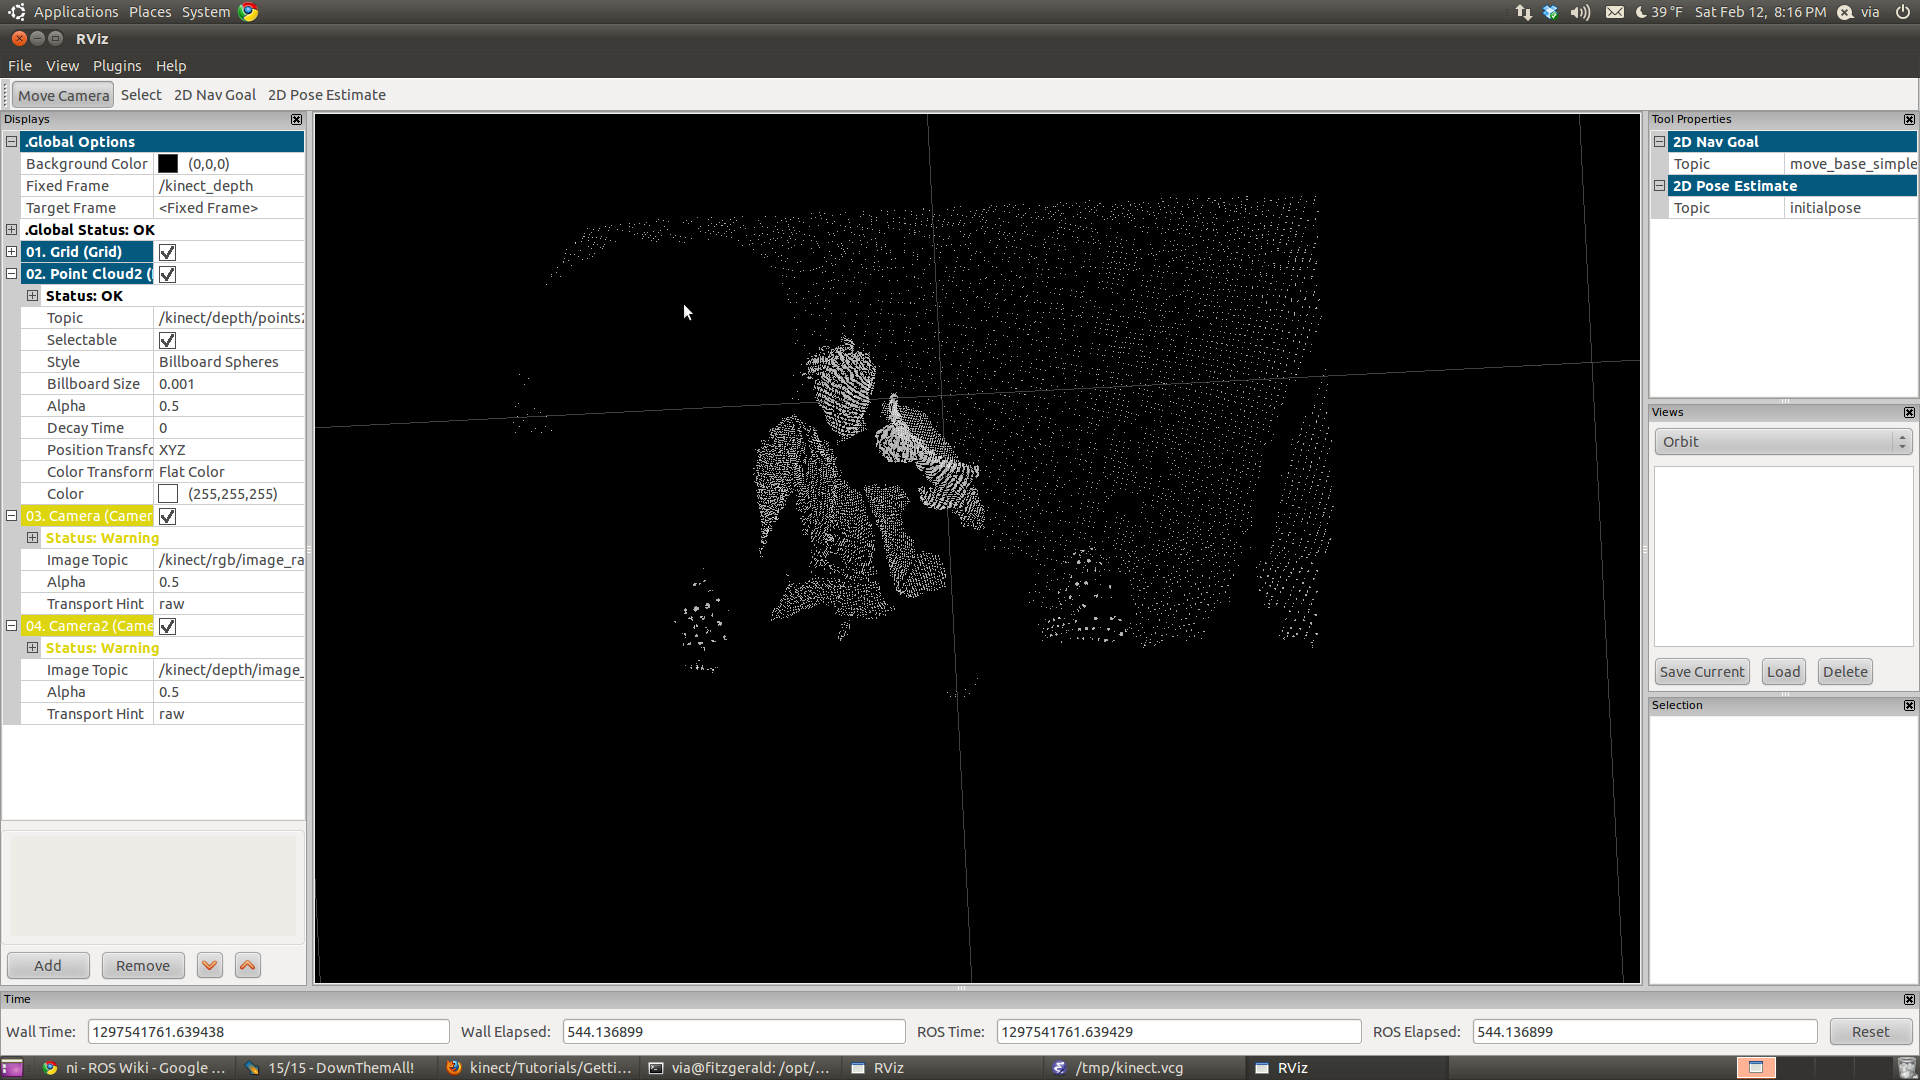 Applications Places System 39 °F Sat Feb 12, 8:16 PM via
RViz
File View Plugins Help
Move Camera Select 2D Nav Goal 2D Pose Estimate
Displays
.Global Options
Background Color (0,0,0)
Fixed Frame /kinect_depth
Target Frame <Fixed Frame>
.Global Status: OK
01. Grid (Grid)
02. Point Cloud2 (
Status: OK
Topic /kinect/depth/points2
Selectable
Style Billboard Spheres
Billboard Size 0.001
Alpha 0.5
Decay Time 0
Position Transfo XYZ
Color Transform Flat Color
Color (255,255,255)
03. Camera (Camer
Status: Warning
Image Topic /kinect/rgb/image_ra
Alpha 0.5
Transport Hint raw
04. Camera2 (Came
Status: Warning
Image Topic /kinect/depth/image_
Alpha 0.5
Transport Hint raw
Add Remove
Tool Properties
2D Nav Goal
Topic move_base_simple
2D Pose Estimate
Topic initialpose
Views
Orbit
Save Current Load Delete
Selection
Time
Wall Time: 1297541761.639438 Wall Elapsed: 544.136899 ROS Time: 1297541761.639429 ROS Elapsed: 544.136899 Reset
ni - ROS Wiki - Google ... 15/15 - DownThemAll! kinect/Tutorials/Getti... via@fitzgerald: /opt/... RViz /tmp/kinect.vcg RViz